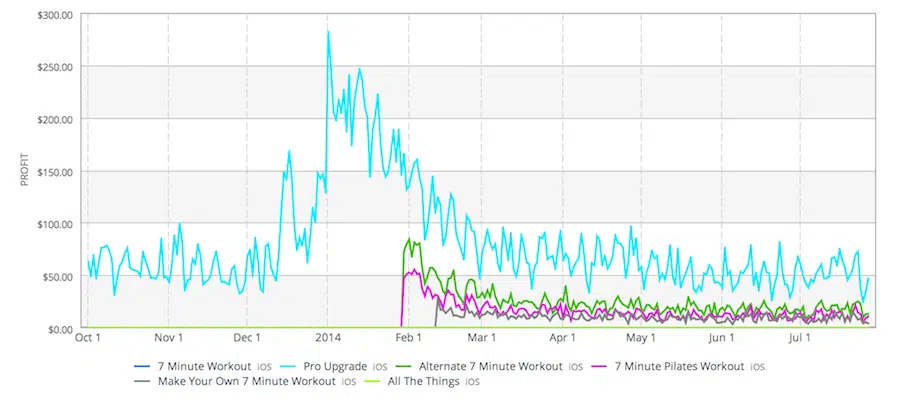 $300.00
$250.00
$200.00
$150.00
$100.00
$50.00
$0.00
PROFIT
Oct 1 Nov 1 Dec 1 2014 Feb 1 Mar 1 Apr 1 May 1 Jun 1 Jul 1
7 Minute Workout iOS Pro Upgrade iOS Alternate 7 Minute Workout iOS 7 Minute Pilates Workout iOS
Make Your Own 7 Minute Workout iOS All The Things iOS